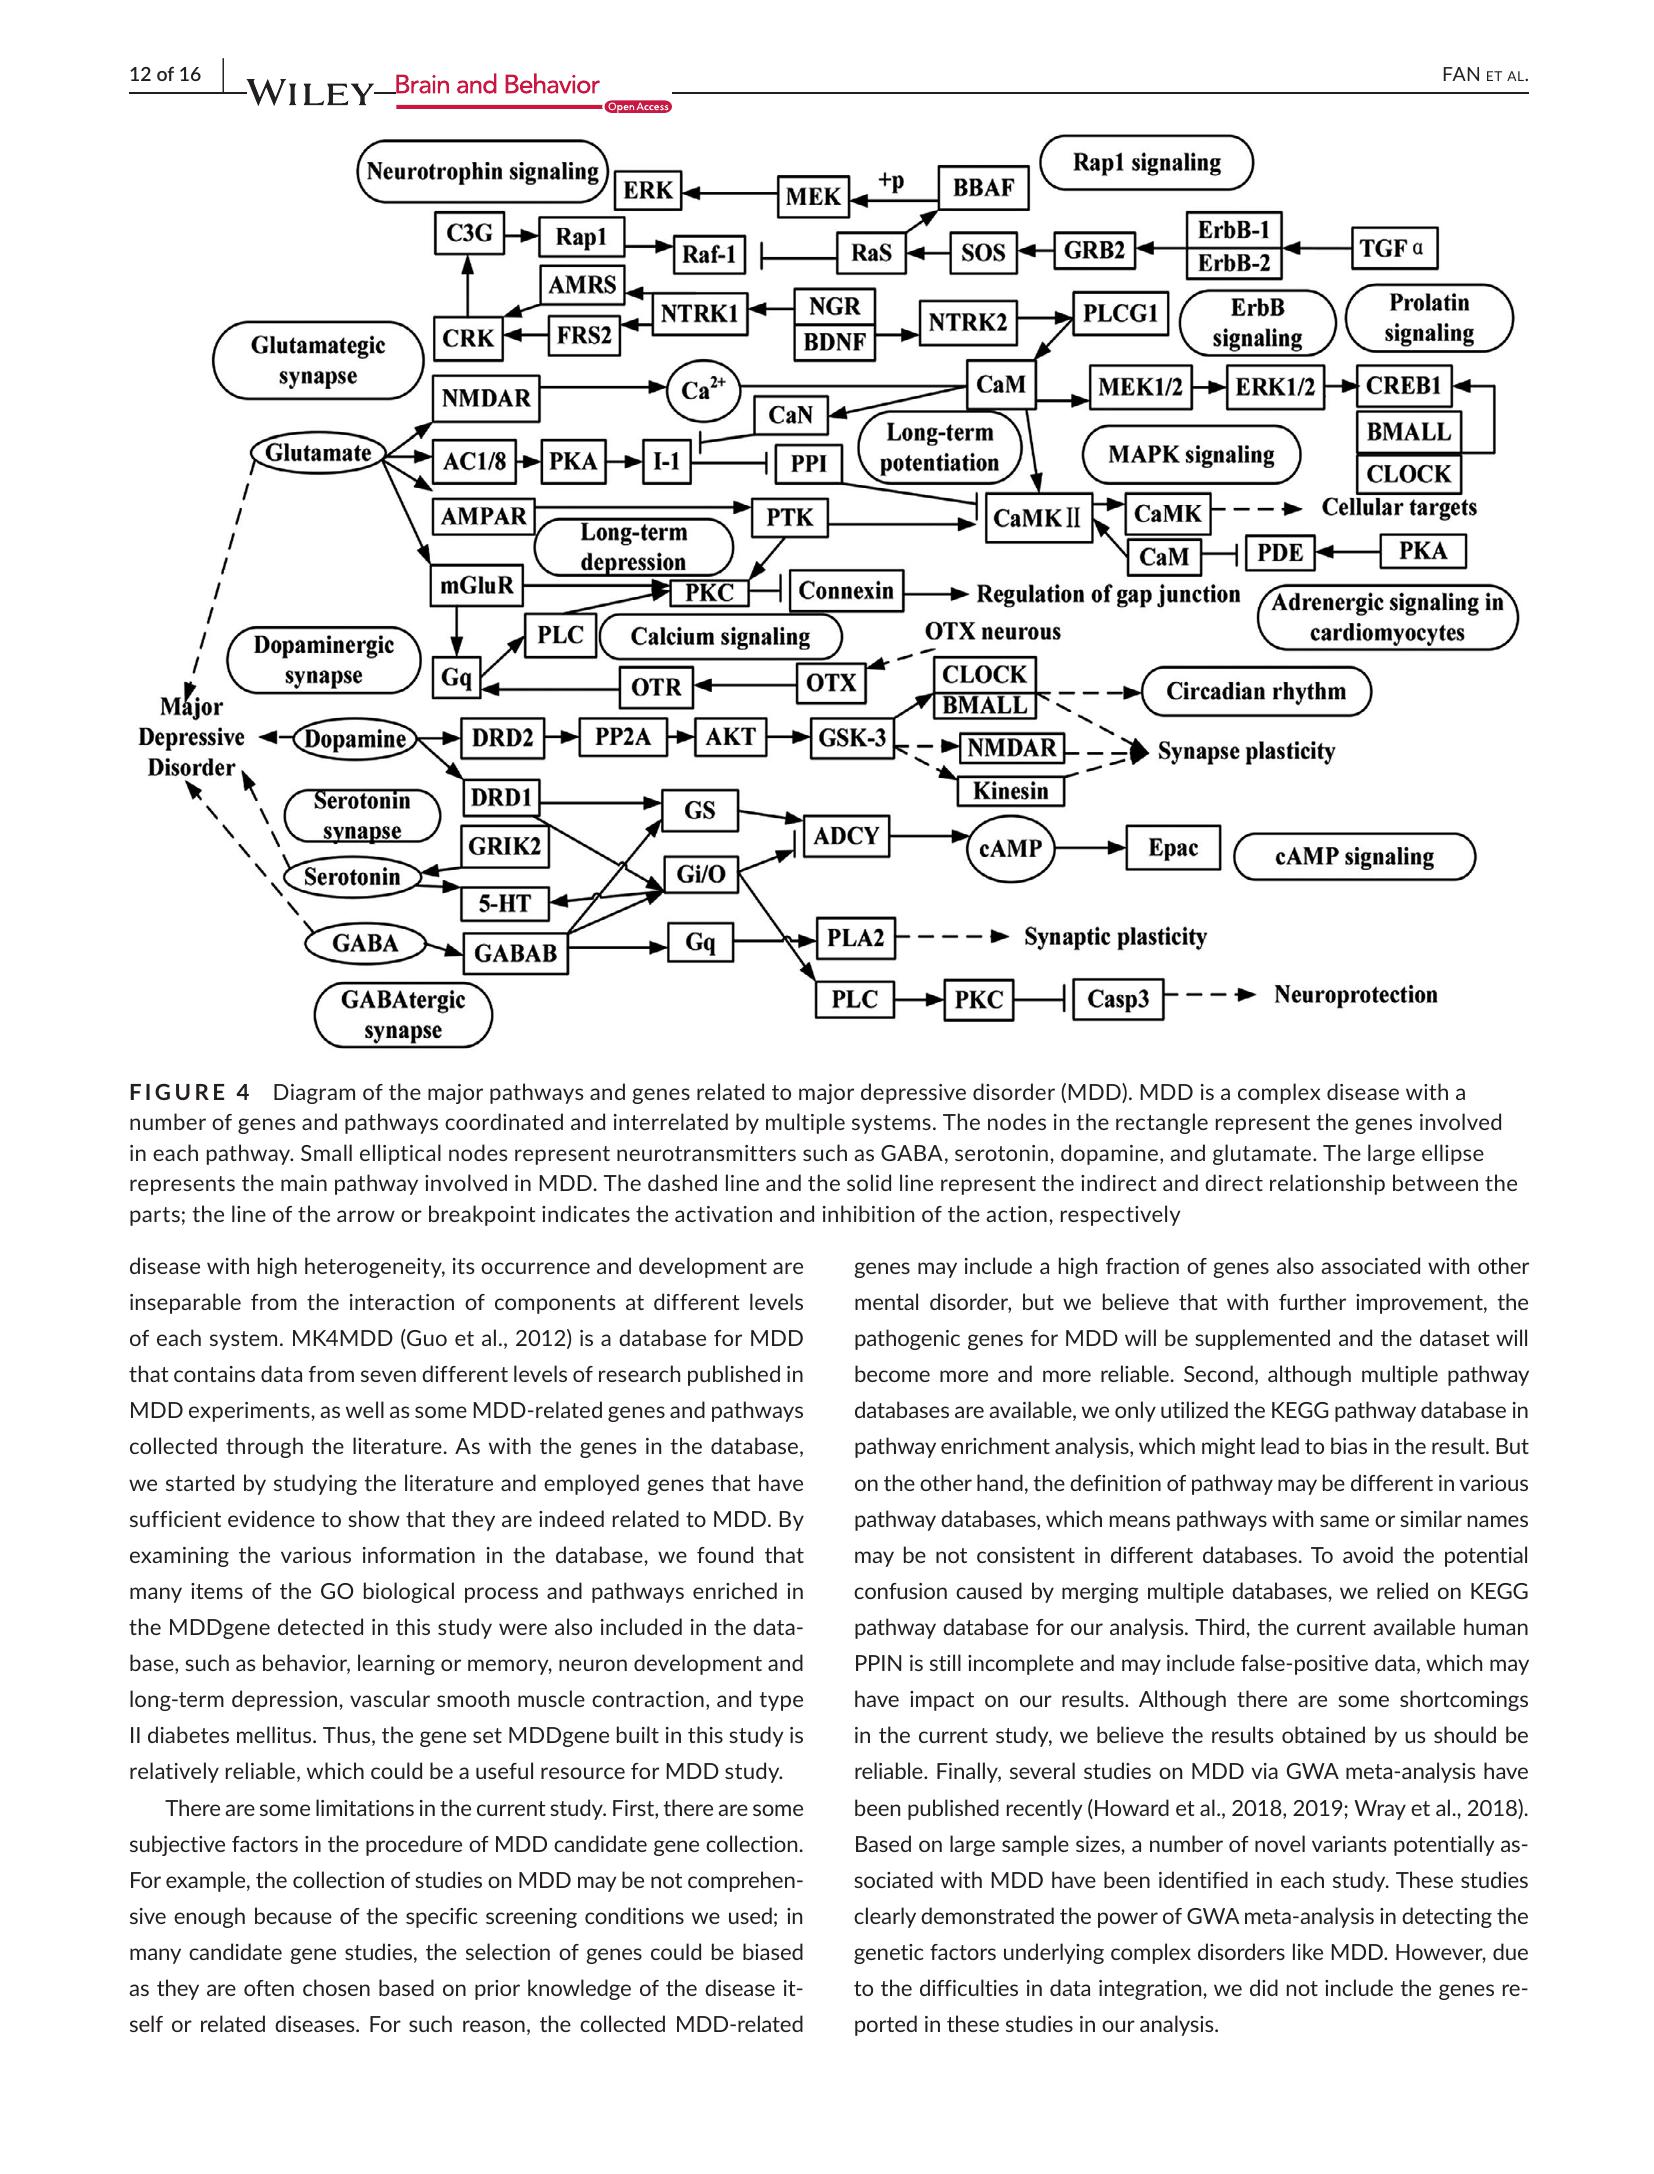 12 of 16
WILEY
Brain and Behavior
Open Access
FAN ET AL.
Neurotrophin signaling
ERK
MEK
+p
BBAF
Rap1 signaling
C3G
Rap1
Raf-1
RaS
SOS
GRB2
ErbB-1
ErbB-2
TGF α
AMRS
NTRK1
NGR
BDNF
NTRK2
PLCG1
ErbB
signaling
Prolatin
signaling
CRK
FRS2
Glutamategic
synapse
NMDAR
Ca2+
CaM
MEK1/2
ERK1/2
CREB1
CaN
BMALL
CLOCK
Glutamate
AC1/8
PKA
I-1
PPI
Long-term
potentiation
MAPK signaling
AMPAR
PTK
CaMK II
CaMK
Cellular targets
Long-term
depression
CaM
PDE
PKA
mGluR
PKC
Connexin
Regulation of gap junction
Adrenergic signaling in
cardiomyocytes
PLC
Calcium signaling
OTX neurous
Dopaminergic
synapse
Gq
OTR
OTX
CLOCK
BMALL
Circadian rhythm
Major
Depressive
Disorder
Dopamine
DRD2
PP2A
AKT
GSK-3
NMDAR
Synapse plasticity
Kinesin
DRD1
Serotonin
synapse
GS
GRIK2
ADCY
cAMP
Epac
cAMP signaling
Serotonin
5-HT
Gi/O
GABA
GABAB
Gq
PLA2
Synaptic plasticity
GABAtergic
synapse
PLC
PKC
Casp3
Neuroprotection
FIGURE 4 Diagram of the major pathways and genes related to major depressive disorder (MDD). MDD is a complex disease with a
number of genes and pathways coordinated and interrelated by multiple systems. The nodes in the rectangle represent the genes involved
in each pathway. Small elliptical nodes represent neurotransmitters such as GABA, serotonin, dopamine, and glutamate. The large ellipse
represents the main pathway involved in MDD. The dashed line and the solid line represent the indirect and direct relationship between the
parts; the line of the arrow or breakpoint indicates the activation and inhibition of the action, respectively
disease with high heterogeneity, its occurrence and development are
inseparable from the interaction of components at different levels
of each system. MK4MDD (Guo et al., 2012) is a database for MDD
that contains data from seven different levels of research published in
MDD experiments, as well as some MDD-related genes and pathways
collected through the literature. As with the genes in the database,
we started by studying the literature and employed genes that have
sufficient evidence to show that they are indeed related to MDD. By
examining the various information in the database, we found that
many items of the GO biological process and pathways enriched in
the MDDgene detected in this study were also included in the data-
base, such as behavior, learning or memory, neuron development and
long-term depression, vascular smooth muscle contraction, and type
II diabetes mellitus. Thus, the gene set MDDgene built in this study is
relatively reliable, which could be a useful resource for MDD study.
There are some limitations in the current study. First, there are some
subjective factors in the procedure of MDD candidate gene collection.
For example, the collection of studies on MDD may be not comprehen-
sive enough because of the specific screening conditions we used; in
many candidate gene studies, the selection of genes could be biased
as they are often chosen based on prior knowledge of the disease it-
self or related diseases. For such reason, the collected MDD-related
genes may include a high fraction of genes also associated with other
mental disorder, but we believe that with further improvement, the
pathogenic genes for MDD will be supplemented and the dataset will
become more and more reliable. Second, although multiple pathway
databases are available, we only utilized the KEGG pathway database in
pathway enrichment analysis, which might lead to bias in the result. But
on the other hand, the definition of pathway may be different in various
pathway databases, which means pathways with same or similar names
may be not consistent in different databases. To avoid the potential
confusion caused by merging multiple databases, we relied on KEGG
pathway database for our analysis. Third, the current available human
PPIN is still incomplete and may include false-positive data, which may
have impact on our results. Although there are some shortcomings
in the current study, we believe the results obtained by us should be
reliable. Finally, several studies on MDD via GWA meta-analysis have
been published recently (Howard et al., 2018, 2019; Wray et al., 2018).
Based on large sample sizes, a number of novel variants potentially as-
sociated with MDD have been identified in each study. These studies
clearly demonstrated the power of GWA meta-analysis in detecting the
genetic factors underlying complex disorders like MDD. However, due
to the difficulties in data integration, we did not include the genes re-
ported in these studies in our analysis.